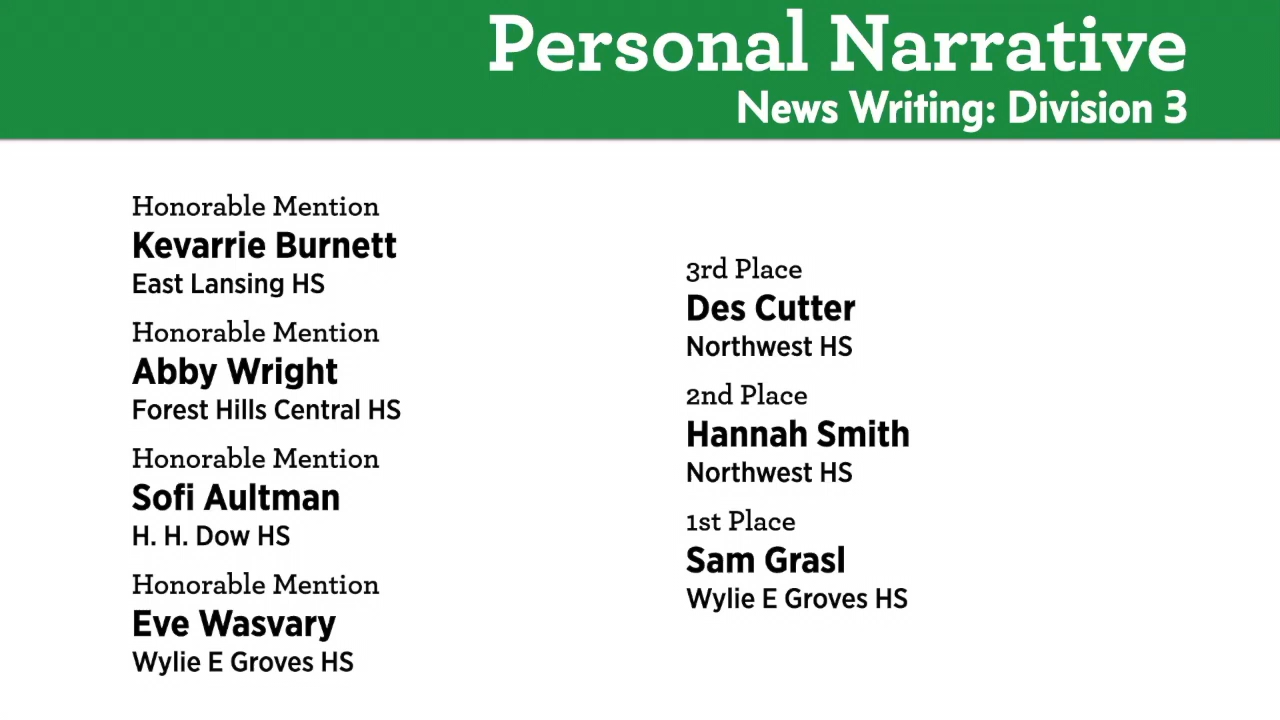 Personal Narrative
News Writing: Division 3
Honorable Mention
Kevarrie Burnett
East Lansing HS
Honorable Mention
Abby Wright
Forest Hills Central HS
Honorable Mention
Sofi Aultman
H. H. Dow HS
Honorable Mention
Eve Wasvary
Wylie E Groves HS
3rd Place
Des Cutter
Northwest HS
2nd Place
Hannah Smith
Northwest HS
1st Place
Sam Grasl
Wylie E Groves HS